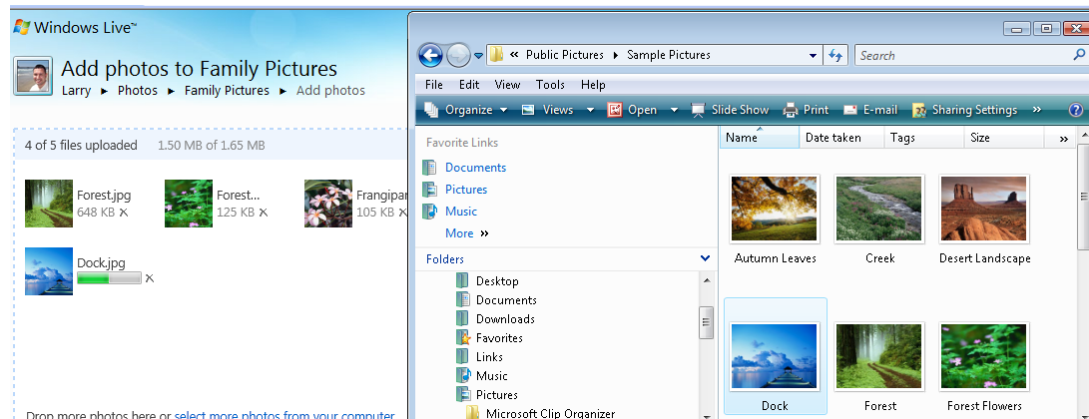 Windows Live™
Add photos to Family Pictures
Larry ► Photos ► Family Pictures ► Add photos
4 of 5 files uploaded 1.50 MB of 1.65 MB
Forest.jpg
648 KB
Forest...
125 KB
Frangipan
105 KB
Dock.jpg
Drop more photos here or select more photos from your computer
« Public Pictures ▸ Sample Pictures
Search
File Edit View Tools Help
Organize Views Open Slide Show Print E-mail Sharing Settings »
Favorite Links
Documents
Pictures
Music
More »
Folders
Desktop
Documents
Downloads
Favorites
Links
Music
Pictures
Microsoft Clip Organizer
Name Date taken Tags Size »
Autumn Leaves Creek Desert Landscape
Dock Forest Forest Flowers